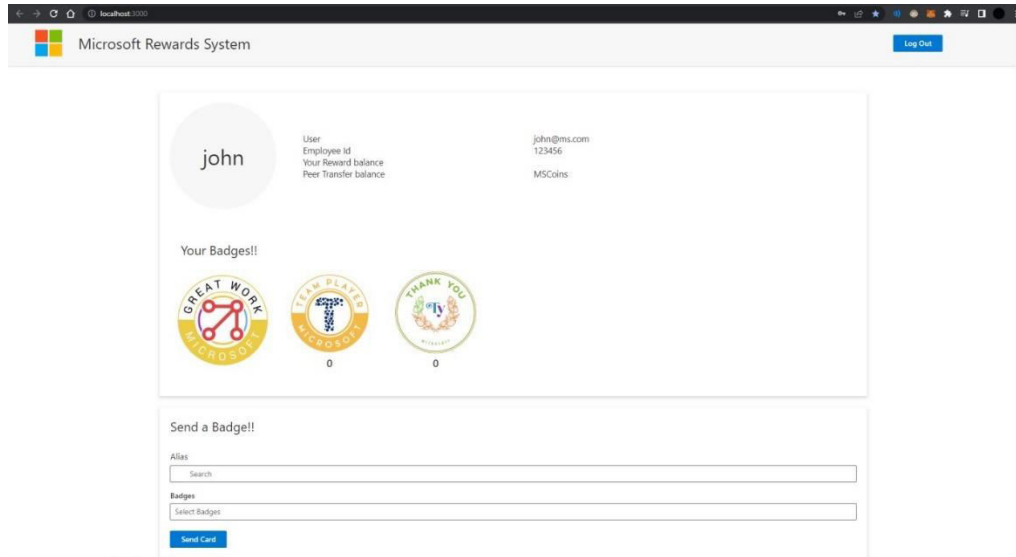 localhost:3000
Microsoft Rewards System
Log Out
john
User john@ms.com
Employee Id 123456
Your Reward balance
Peer Transfer balance MSCoins
Your Badges!!
GREAT WORK
MICROSOFT
TEAM PLAYER
T
MICROSOFT
THANK YOU
Ty
MICROSOFT
0 0
Send a Badge!!
Alias
Search
Badges
Select Badges
Send Card